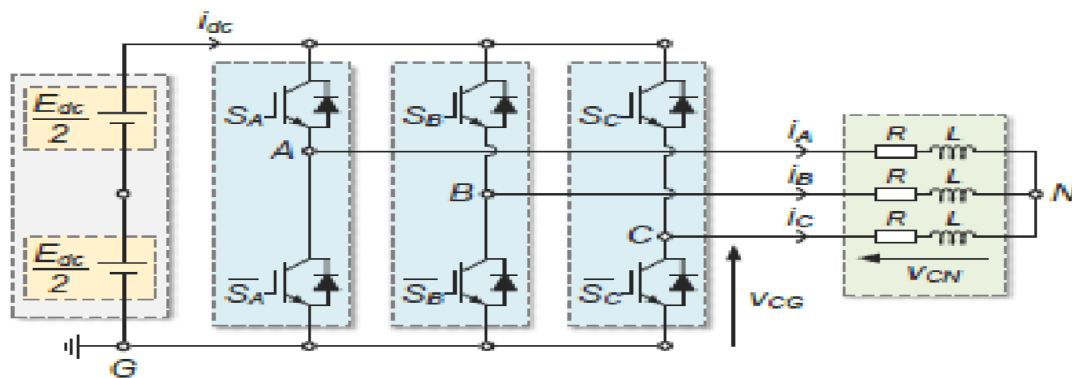 i_dc
E_dc
2
S_A
S_B
S_C
A
i_A
R
L
B
i_B
R
L
N
C
i_C
R
L
E_dc
2
S̅_A̅
S̅_B̅
S̅_C̅
v_CG
v_CN
G